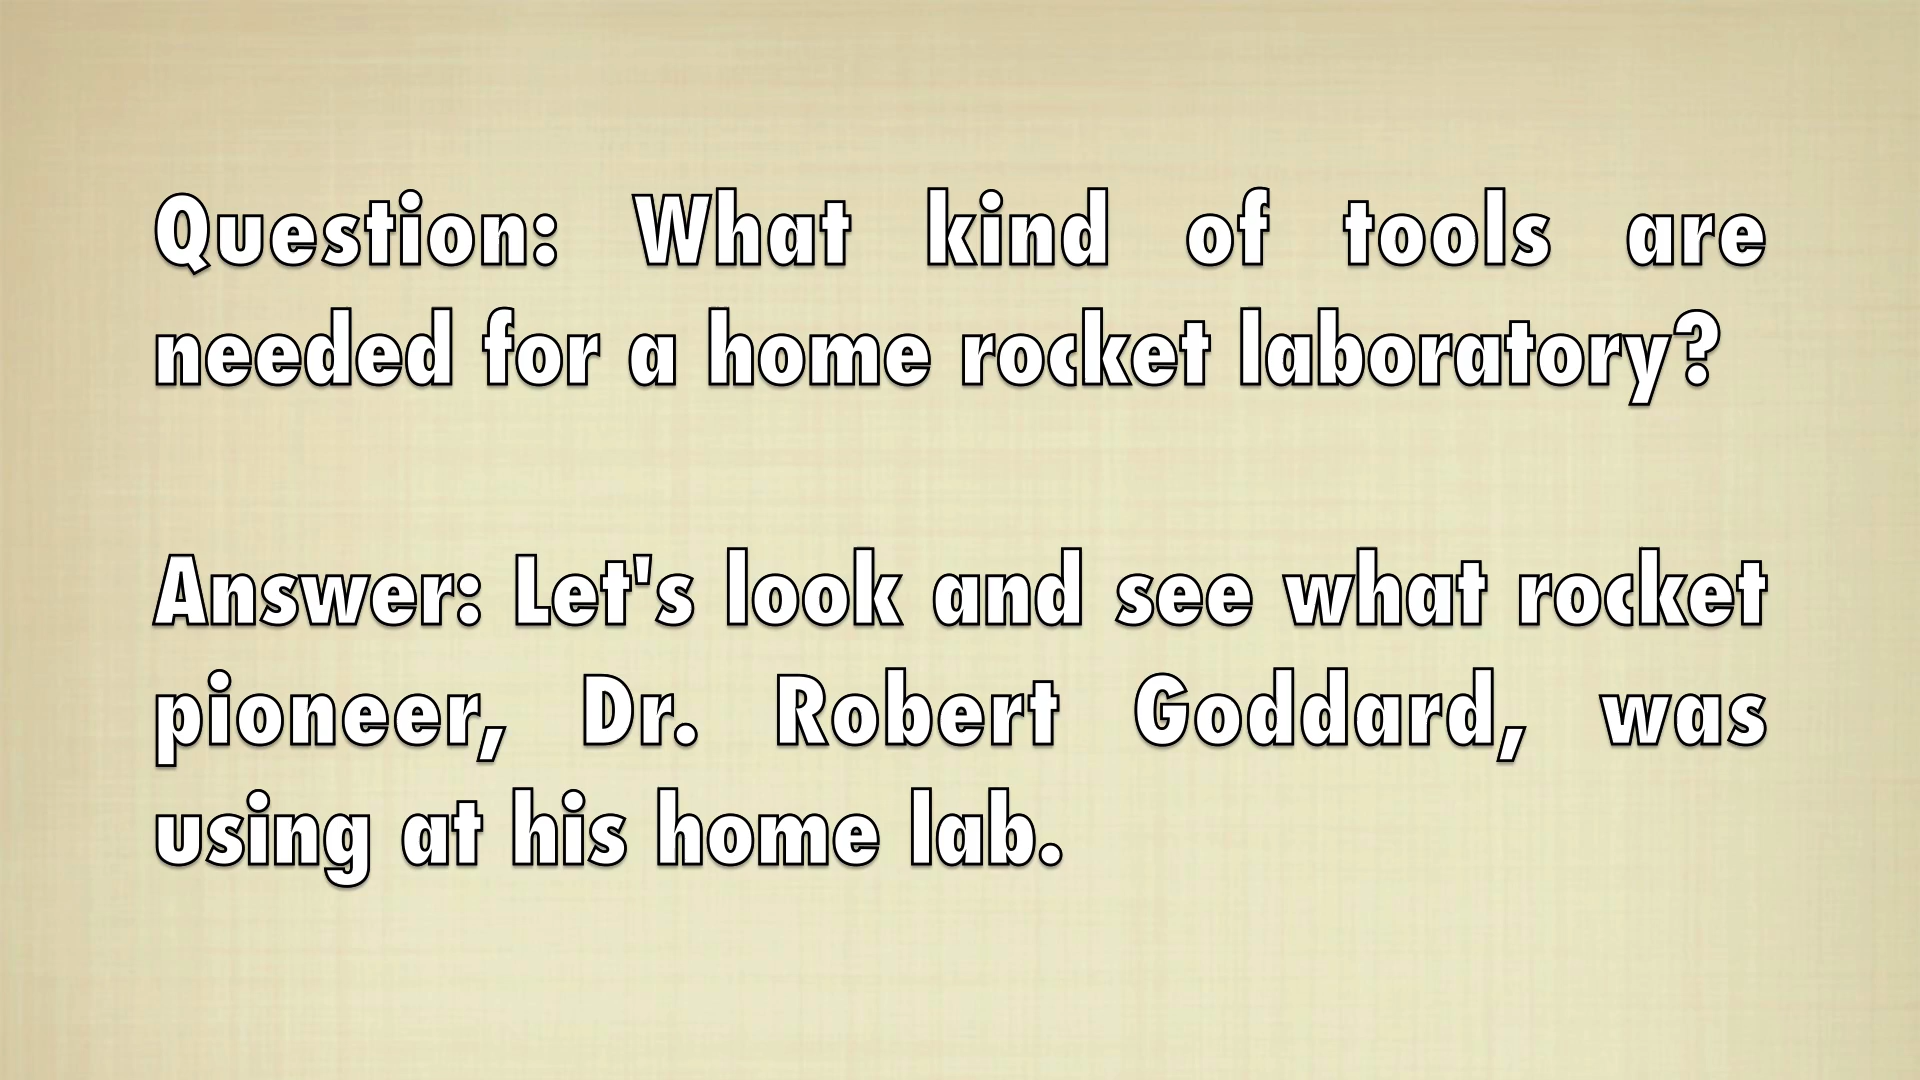 Question: What kind of tools are
needed for a home rocket laboratory?
Answer: Let's look and see what rocket
pioneer, Dr. Robert Goddard, was
using at his home lab.